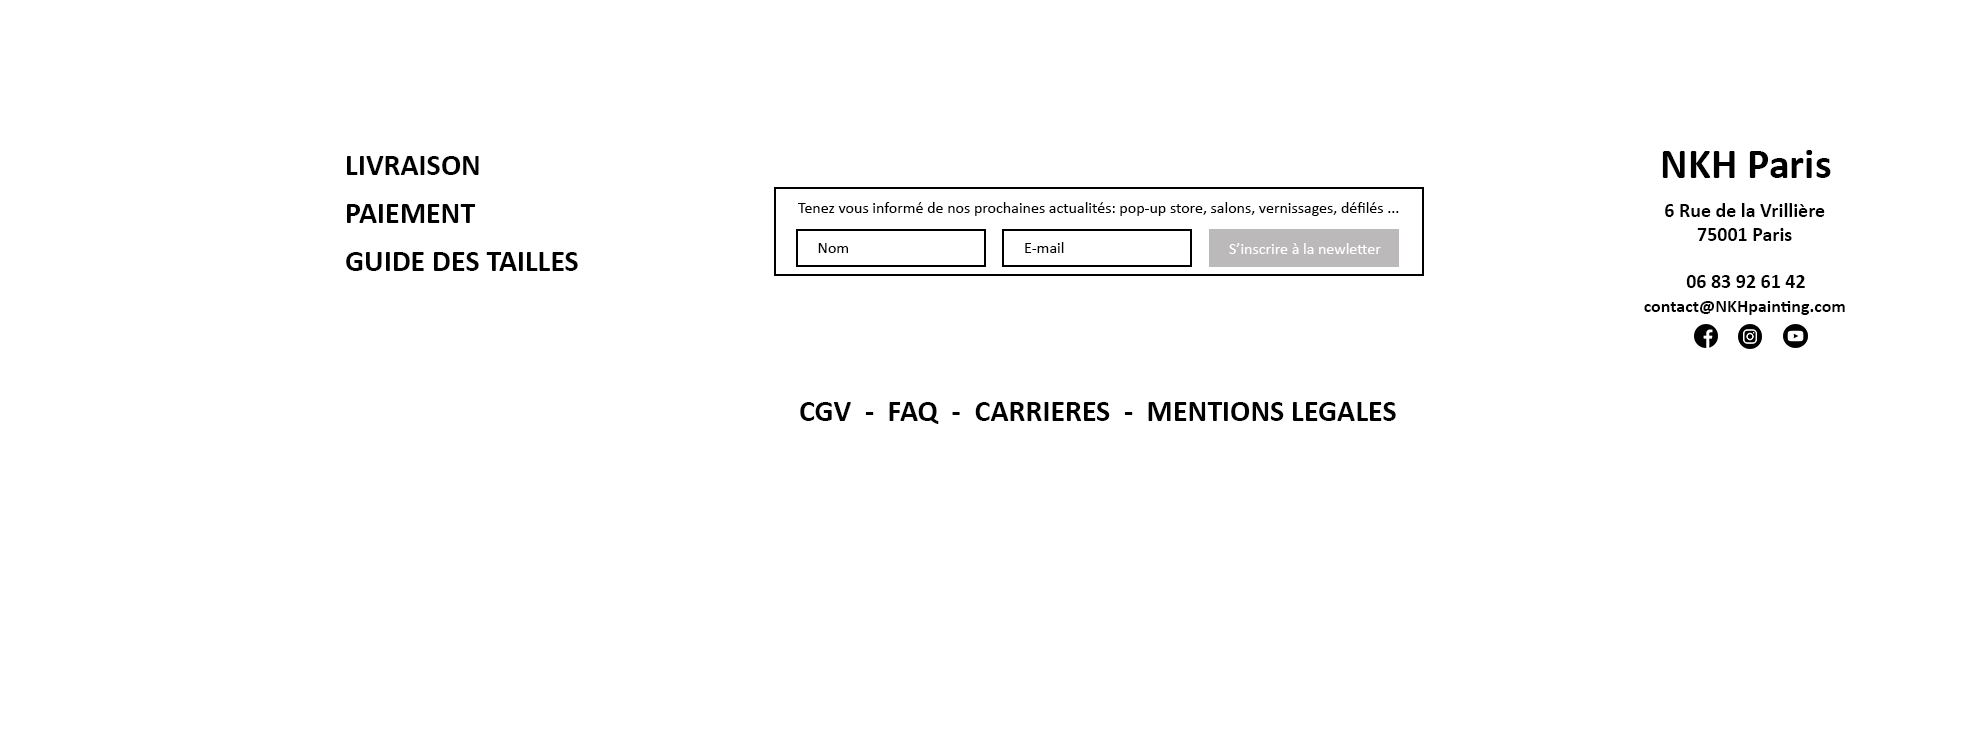 LIVRAISON
PAIEMENT
GUIDE DES TAILLES
Tenez vous informé de nos prochaines actualités: pop-up store, salons, vernissages, défilés ...
Nom
E-mail
S’inscrire à la newletter
NKH Paris
6 Rue de la Vrillière
75001 Paris
06 83 92 61 42
contact@NKHpainting.com
CGV - FAQ - CARRIERES - MENTIONS LEGALES